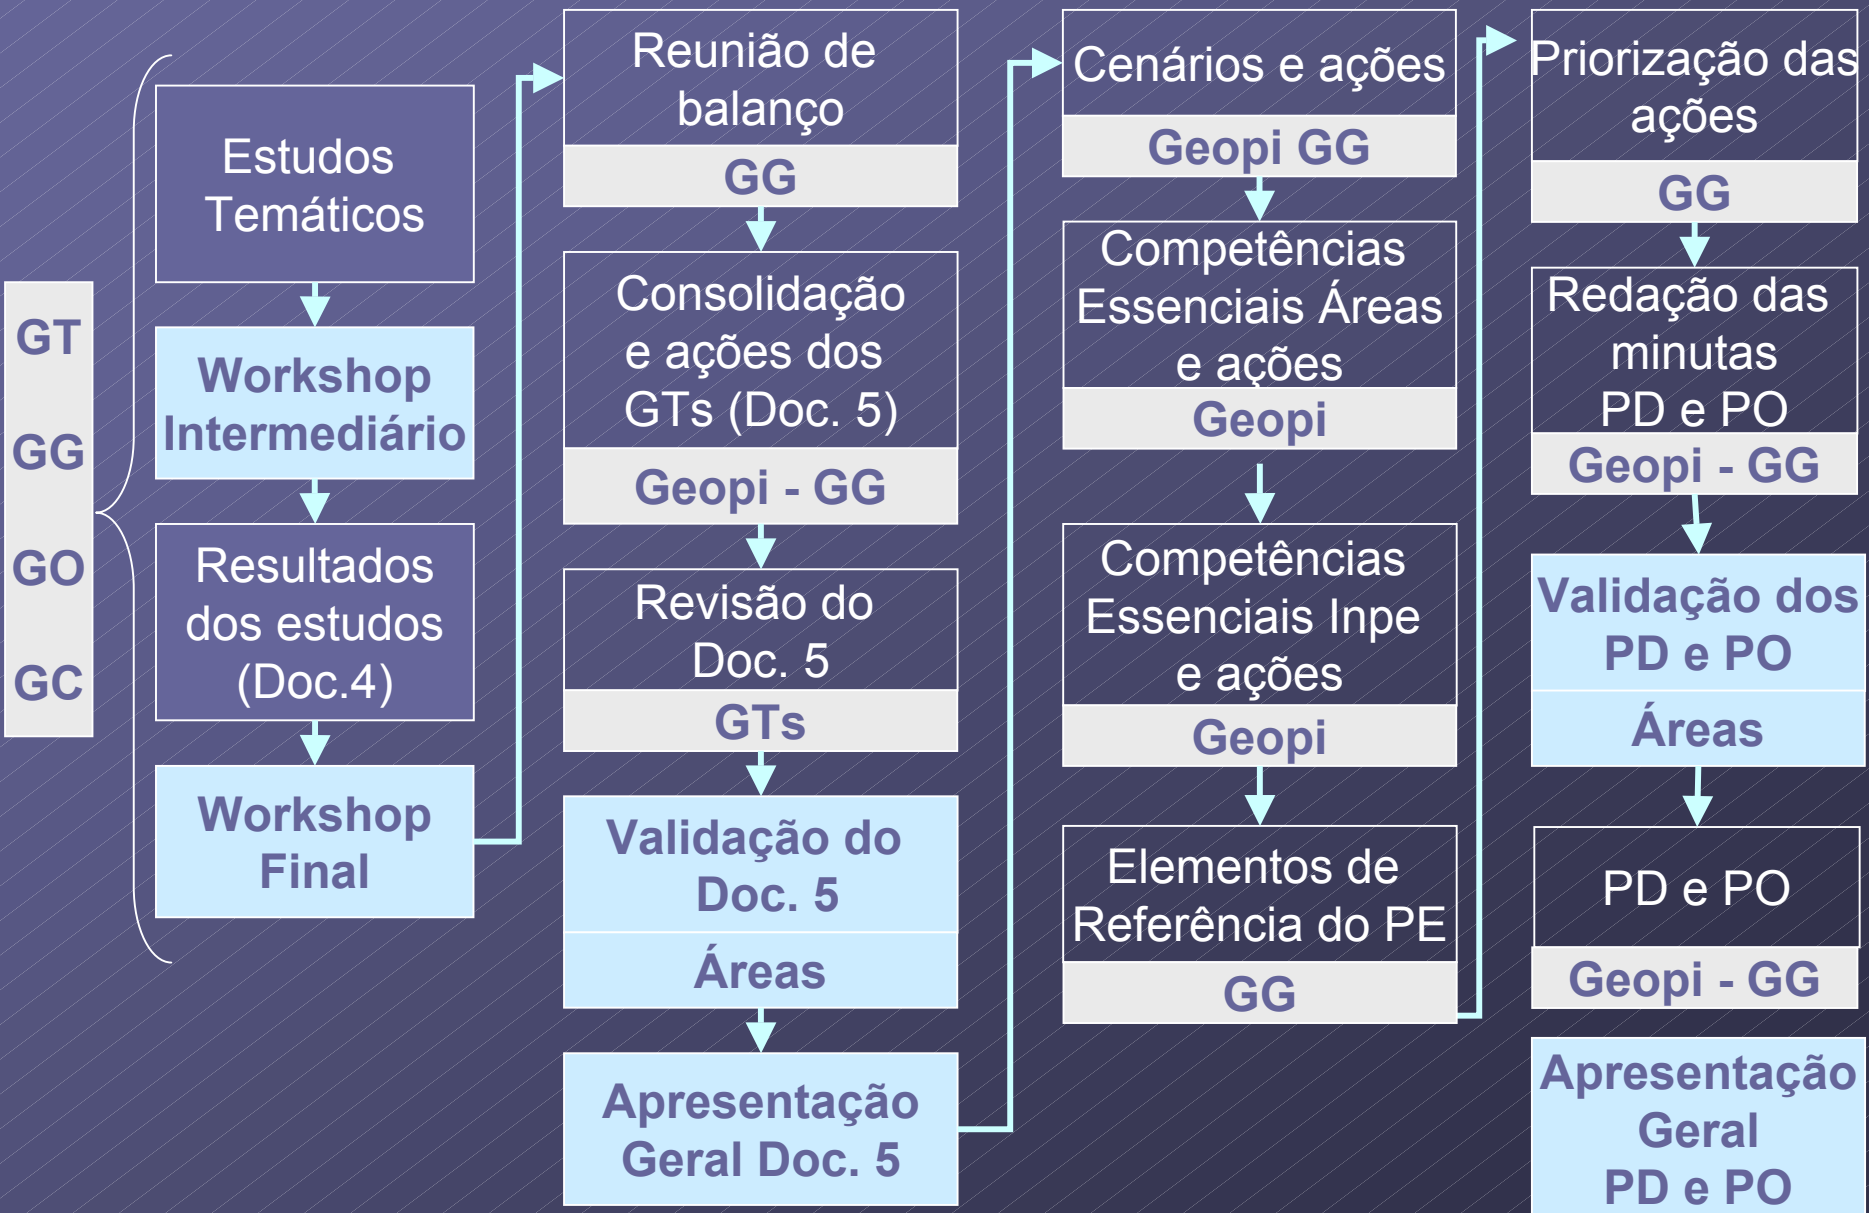 GT
GG
GO
GC
Estudos
Temáticos
Workshop
Intermediário
Resultados
dos estudos
(Doc.4)
Workshop
Final
Reunião de
balanço
GG
Consolidação
e ações dos
GTs (Doc. 5)
Geopi - GG
Revisão do
Doc. 5
GTs
Validação do
Doc. 5
Áreas
Apresentação
Geral Doc. 5
Cenários e ações
Geopi GG
Competências
Essenciais Áreas
e ações
Geopi
Competências
Essenciais Inpe
e ações
Geopi
Elementos de
Referência do PE
GG
Priorização das
ações
GG
Redação das
minutas
PD e PO
Geopi - GG
Validação dos
PD e PO
Áreas
PD e PO
Geopi - GG
Apresentação
Geral
PD e PO